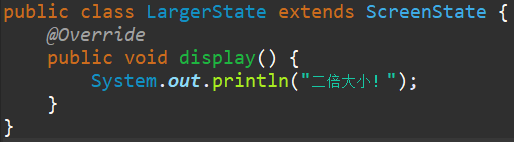 public class LargerState extends ScreenState {
    @Override
    public void display() {
        System.out.println("二倍大小！");
    }
}